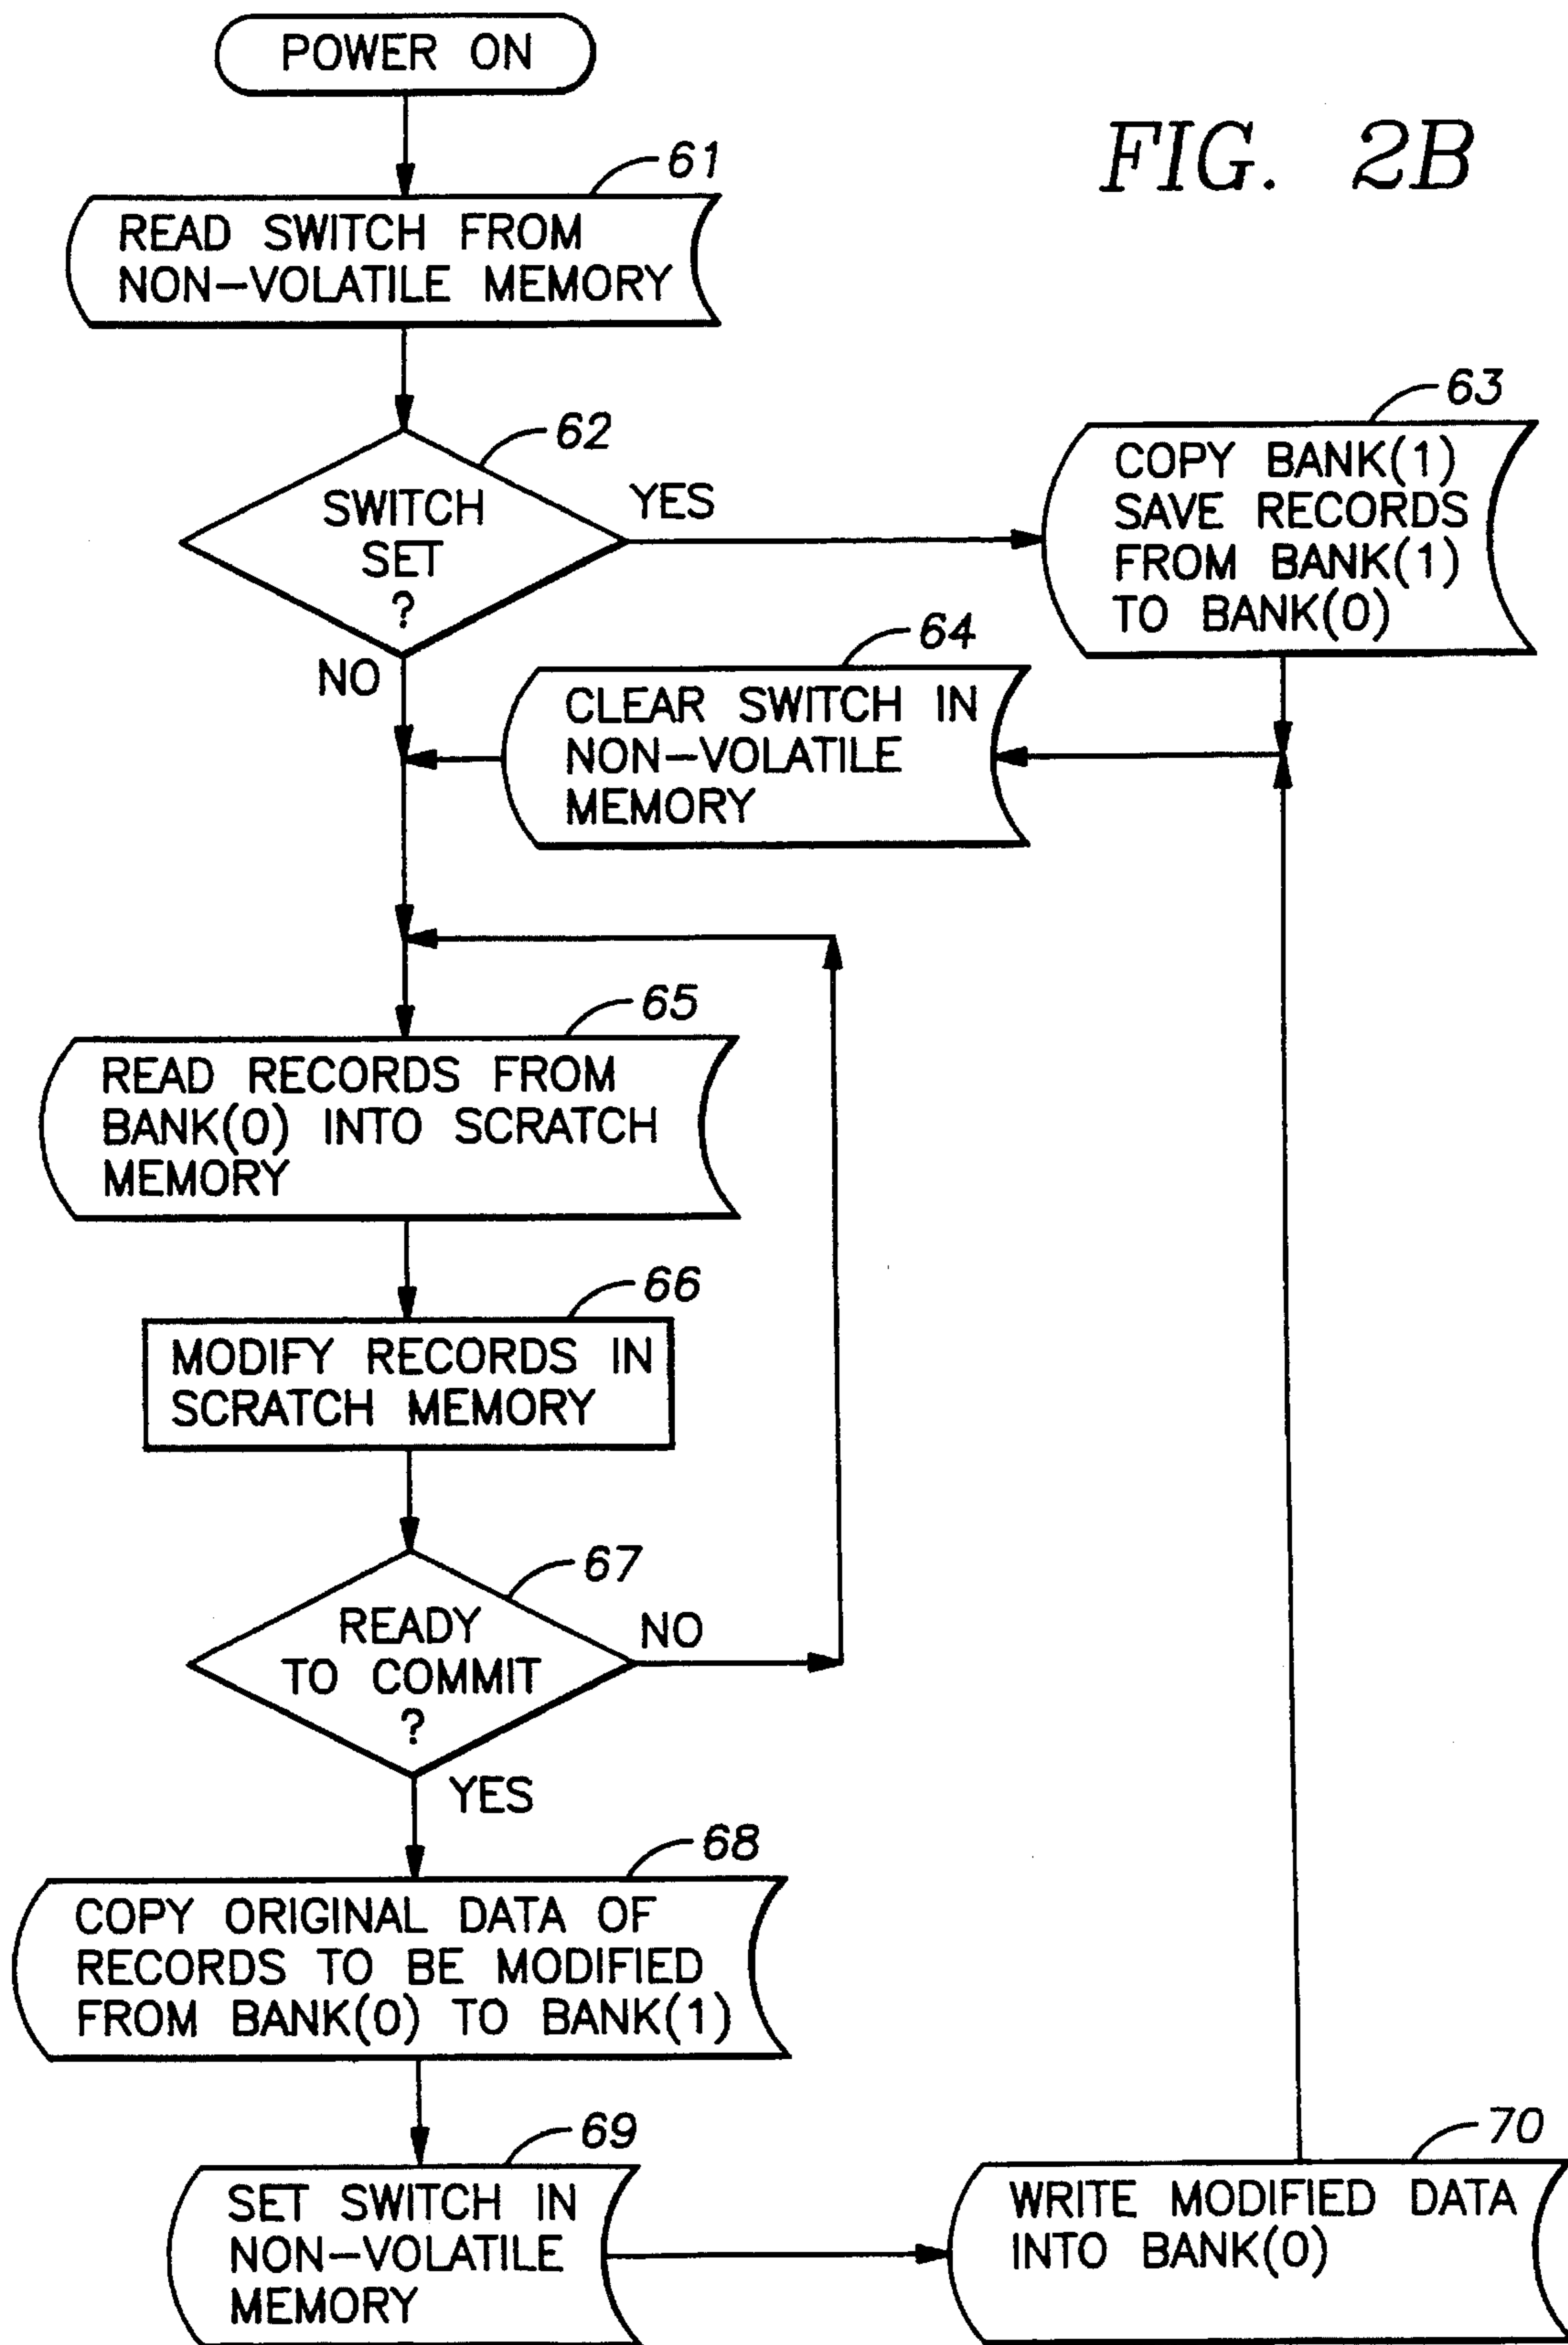 POWER ON
FIG. 2B
61
READ SWITCH FROM
NON-VOLATILE MEMORY
62
SWITCH
SET
?
YES
NO
63
COPY BANK(1)
SAVE RECORDS
FROM BANK(1)
TO BANK(0)
64
CLEAR SWITCH IN
NON-VOLATILE
MEMORY
65
READ RECORDS FROM
BANK(0) INTO SCRATCH
MEMORY
66
MODIFY RECORDS IN
SCRATCH MEMORY
67
READY
TO COMMIT
?
NO
YES
68
COPY ORIGINAL DATA OF
RECORDS TO BE MODIFIED
FROM BANK(0) TO BANK(1)
69
SET SWITCH IN
NON-VOLATILE
MEMORY
70
WRITE MODIFIED DATA
INTO BANK(0)